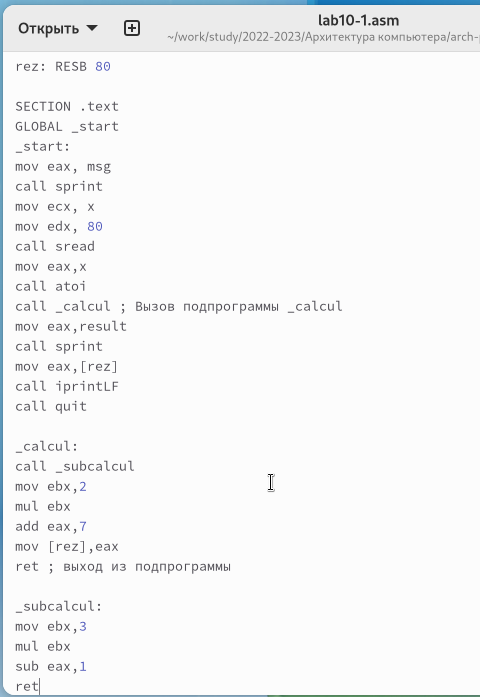 Открыть
lab10-1.asm
~/work/study/2022-2023/Архитектура компьютера/arch-
rez: RESB 80
SECTION .text
GLOBAL _start
_start:
mov eax, msg
call sprint
mov ecx, x
mov edx, 80
call sread
mov eax,x
call atoi
call _calcul ; Вызов подпрограммы _calcul
mov eax,result
call sprint
mov eax,[rez]
call iprintLF
call quit
_calcul:
call _subcalcul
mov ebx,2
mul ebx
add eax,7
mov [rez],eax
ret ; выход из подпрограммы
_subcalcul:
mov ebx,3
mul ebx
sub eax,1
ret